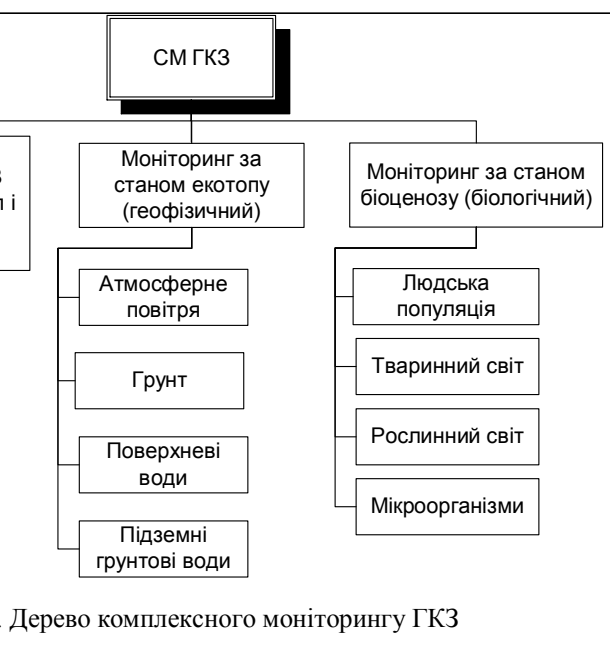 СМ ГКЗ
і
Моніторинг за
станом екотопу
(геофізичний)
Моніторинг за станом
біоценозу (біологічний)
Атмосферне
повітря
Грунт
Поверхневі
води
Підземні
грунтові води
Людська
популяція
Тваринний світ
Рослинний світ
Мікроорганізми
. Дерево комплексного моніторингу ГКЗ